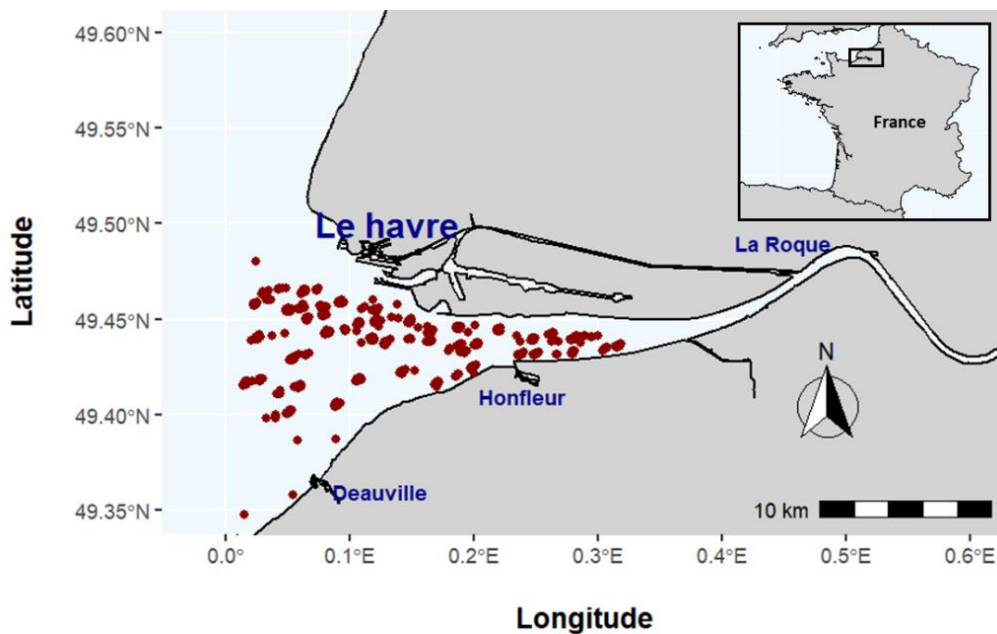 49.60°N
49.55°N
49.50°N
49.45°N
49.40°N
49.35°N
Latitude
France
Le havre
La Roque
Honfleur
Deauville
N
10 km
0.0°
0.1°E
0.2°E
0.3°E
0.4°E
0.5°E
0.6°E
Longitude